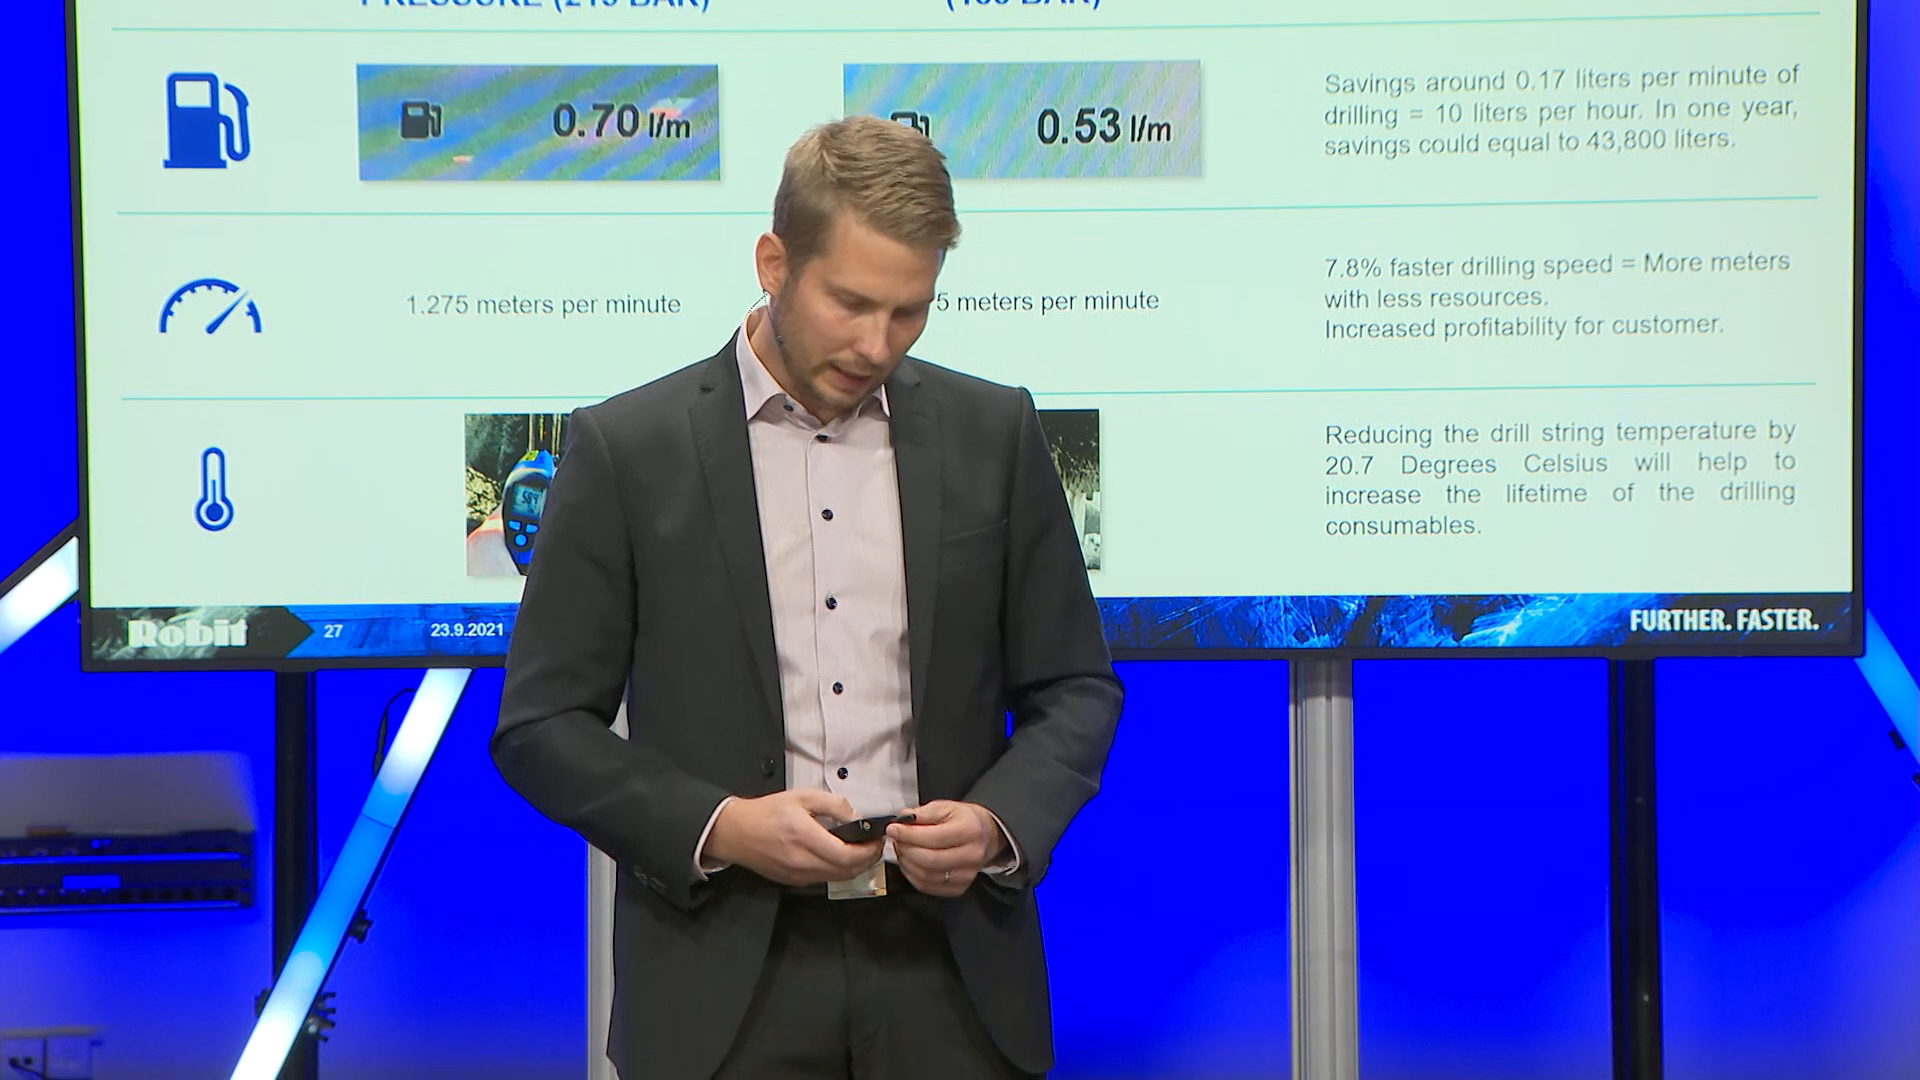 0.70 l/m
0.53 l/m
Savings around 0.17 liters per minute of
drilling = 10 liters per hour. In one year,
savings could equal to 43,800 liters.
1.275 meters per minute
5 meters per minute
7.8% faster drilling speed = More meters
with less resources.
Increased profitability for customer.
Reducing the drill string temperature by
20.7 Degrees Celsius will help to
increase the lifetime of the drilling
consumables.
Robit
27
23.9.2021
FURTHER. FASTER.